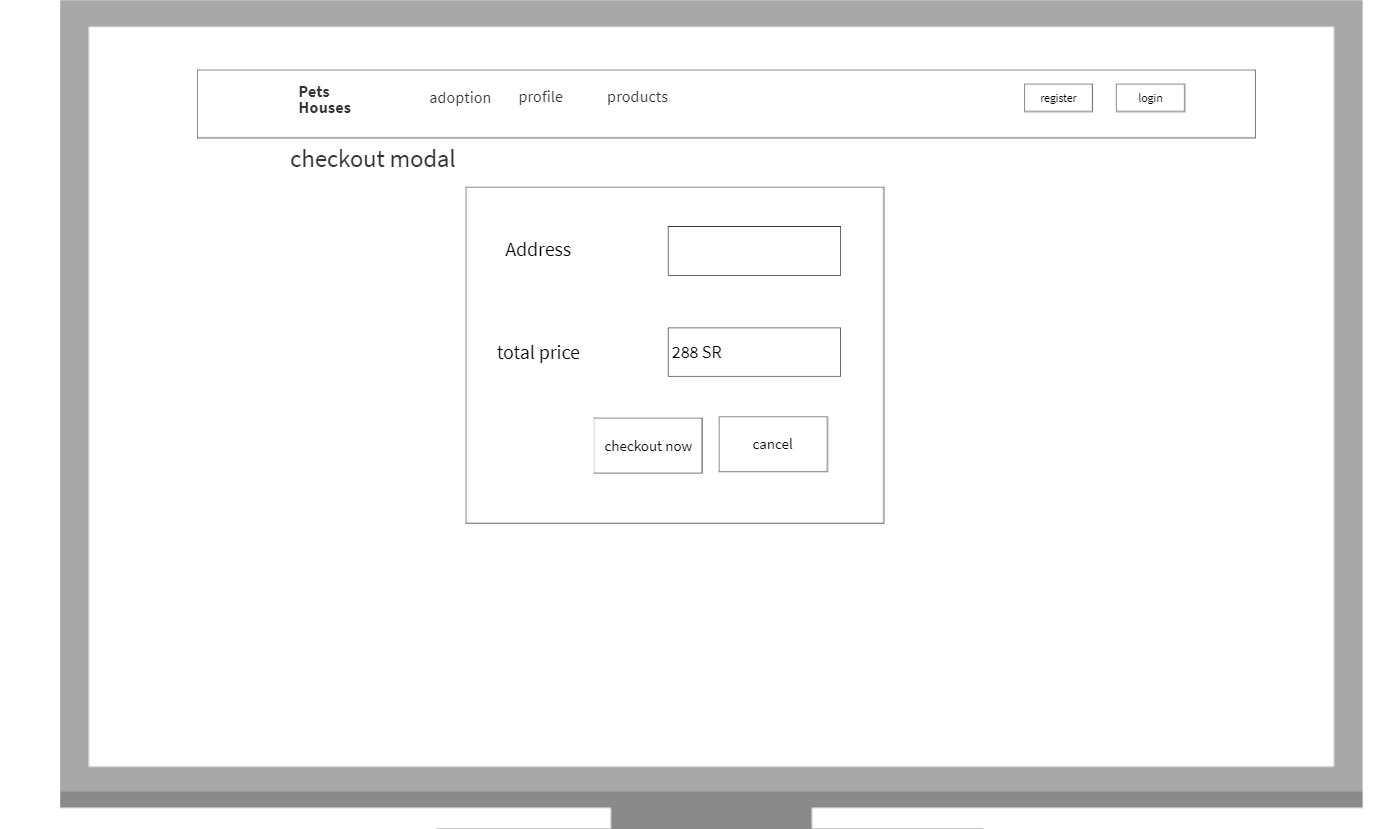 Pets
Houses
adoption profile products register login
checkout modal
Address
total price 288 SR
checkout now cancel